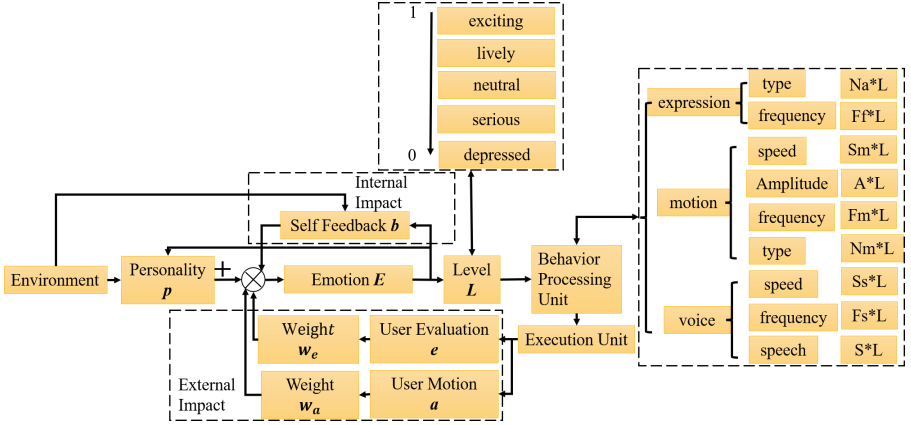 1
exciting
lively
neutral
serious
0
depressed
Internal
Impact
Self Feedback b
Environment
Personality
p
+
Emotion E
Level
L
Behavior
Processing
Unit
Execution Unit
User Evaluation
e
Weight
we
User Motion
a
Weight
wa
External
Impact
expression
type
Na*L
frequency
Ff*L
motion
speed
Sm*L
Amplitude
A*L
frequency
Fm*L
type
Nm*L
voice
speed
Ss*L
frequency
Fs*L
speech
S*L